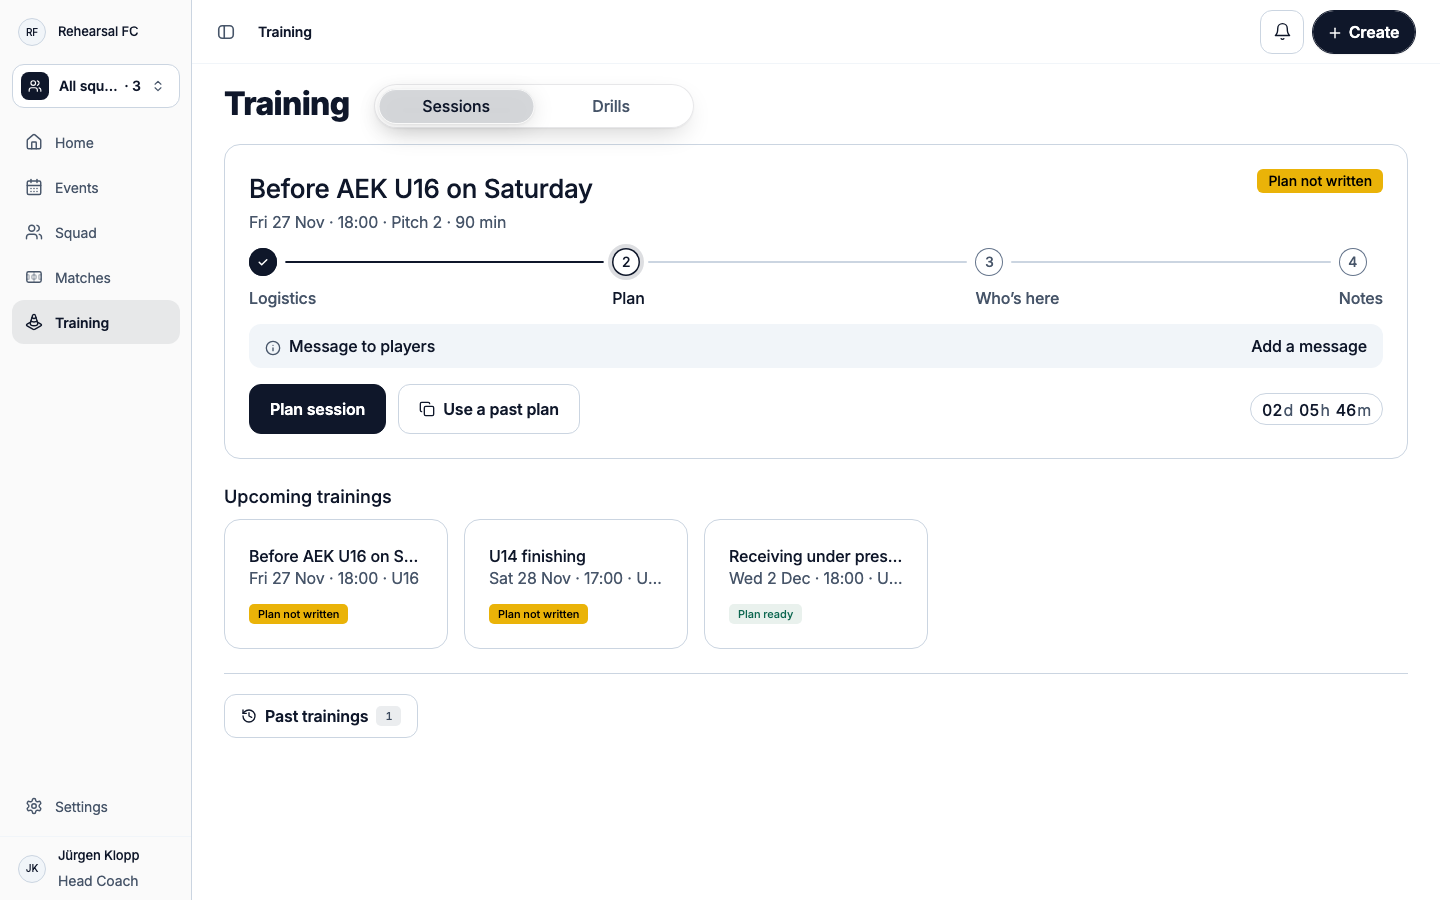 RF Rehearsal FC
All squ... · 3
Home
Events
Squad
Matches
Training
Settings
JK
Jürgen Klopp
Head Coach
Training
+ Create
Training
Sessions
Drills
Before AEK U16 on Saturday
Plan not written
Fri 27 Nov · 18:00 · Pitch 2 · 90 min
2
3
4
Logistics
Plan
Who’s here
Notes
Message to players
Add a message
Plan session
Use a past plan
02d 05h 46m
Upcoming trainings
Before AEK U16 on S...
Fri 27 Nov · 18:00 · U16
Plan not written
U14 finishing
Sat 28 Nov · 17:00 · U...
Plan not written
Receiving under pres...
Wed 2 Dec · 18:00 · U...
Plan ready
Past trainings 1